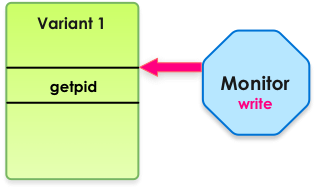 Variant 1
getpid
Monitor
write